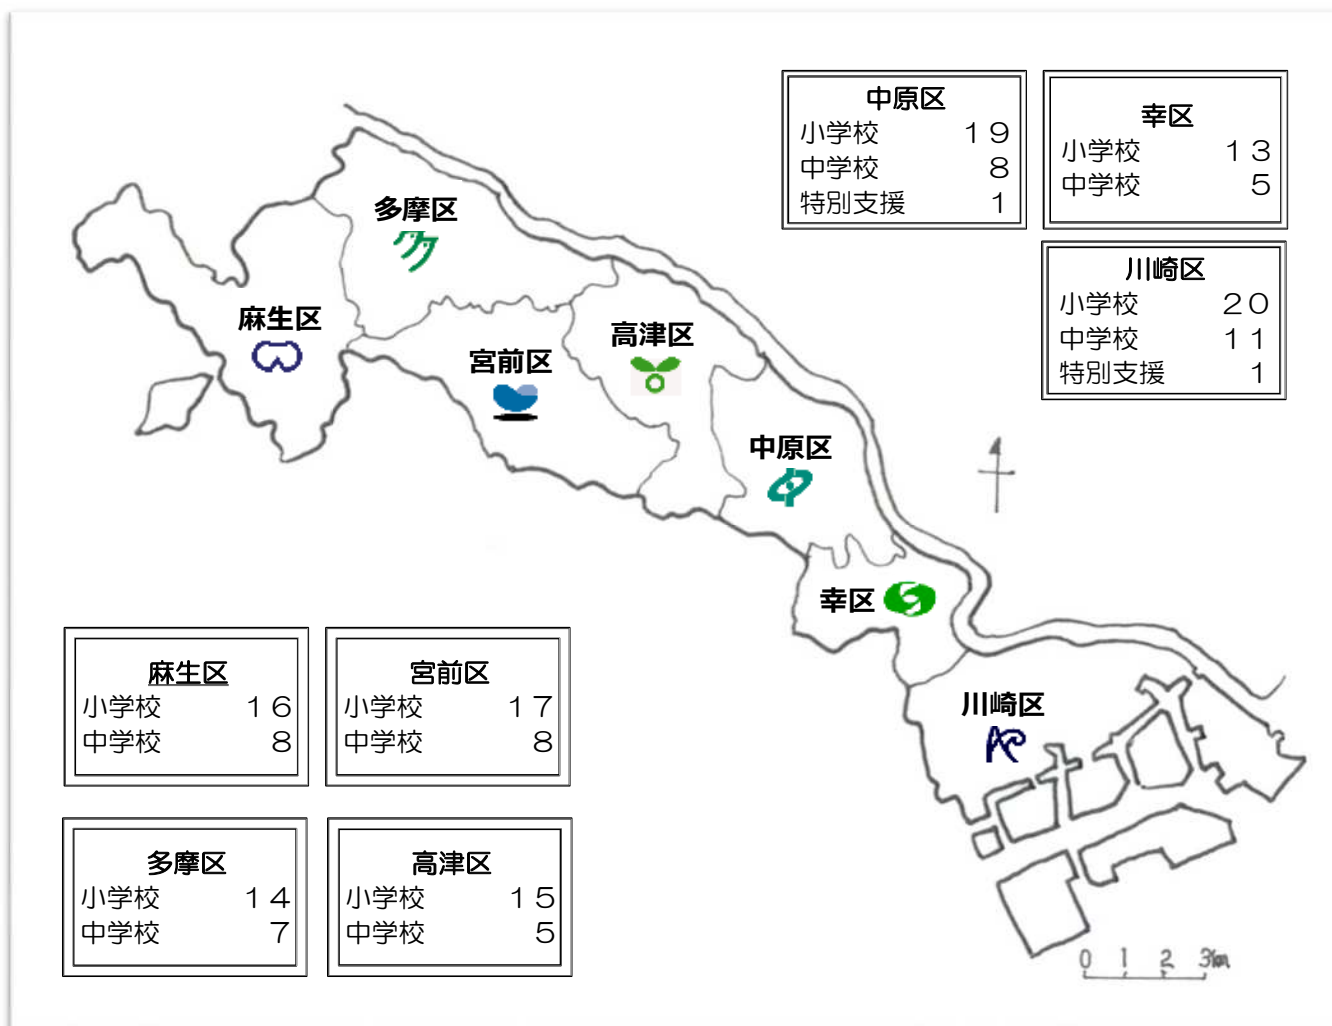 中原区
小学校 19
中学校 8
特別支援 1
幸区
小学校 13
中学校 5
川崎区
小学校 20
中学校 11
特別支援 1
多摩区
麻生区
宮前区
高津区
中原区
幸区
川崎区
麻生区
小学校 16
中学校 8
宮前区
小学校 17
中学校 8
多摩区
小学校 14
中学校 7
高津区
小学校 15
中学校 5
0 1 2 3km